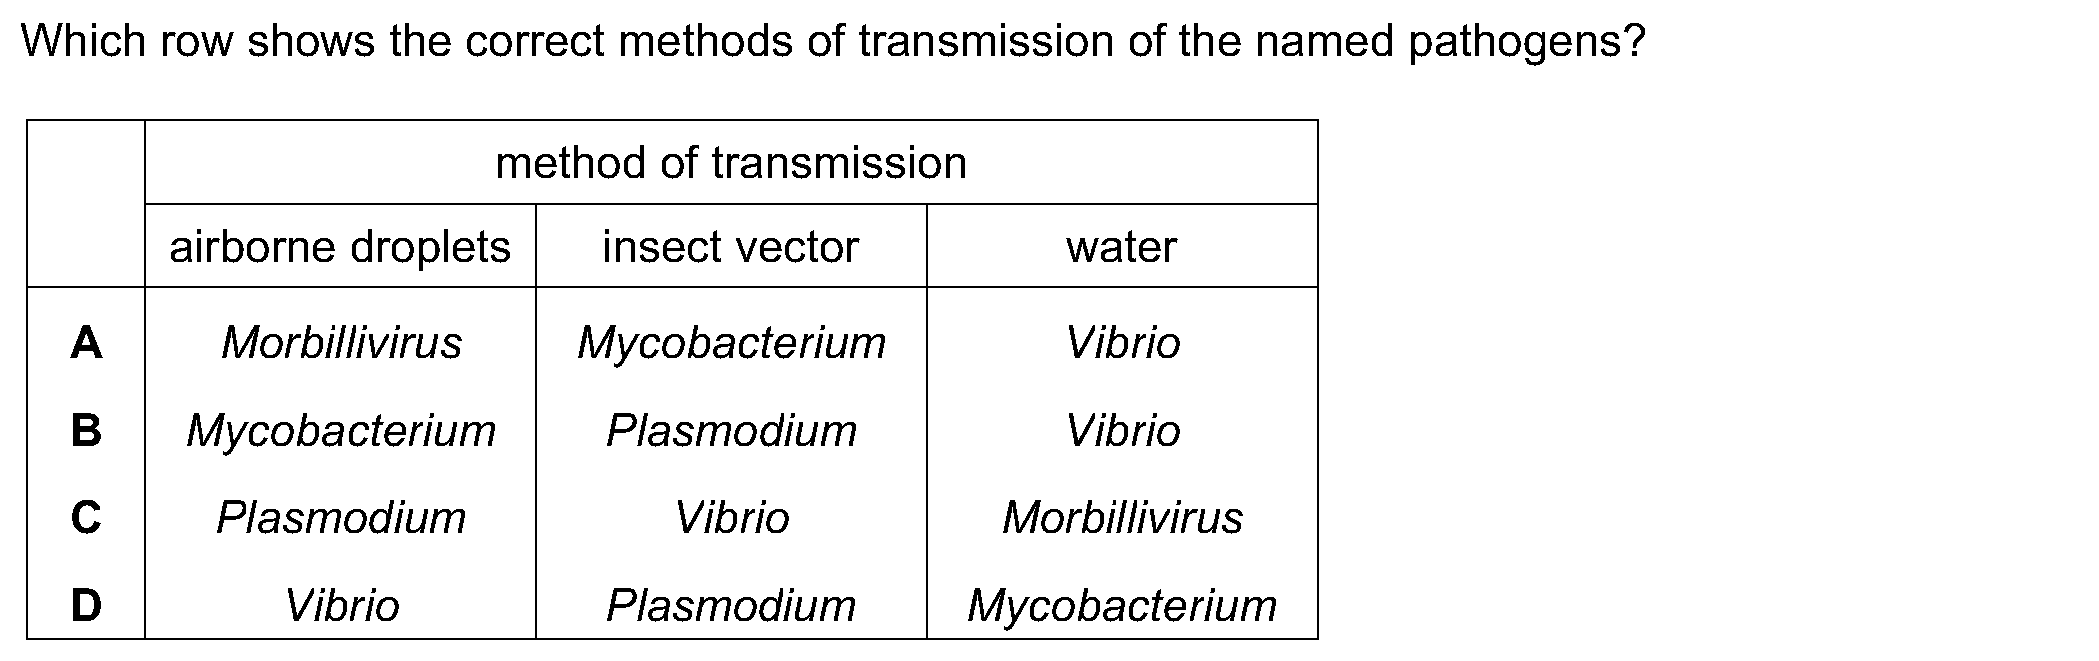 Which row shows the correct methods of transmission of the named pathogens?
method of transmission
airborne droplets insect vector water
A Morbillivirus Mycobacterium Vibrio
B Mycobacterium Plasmodium Vibrio
C Plasmodium Vibrio Morbillivirus
D Vibrio Plasmodium Mycobacterium